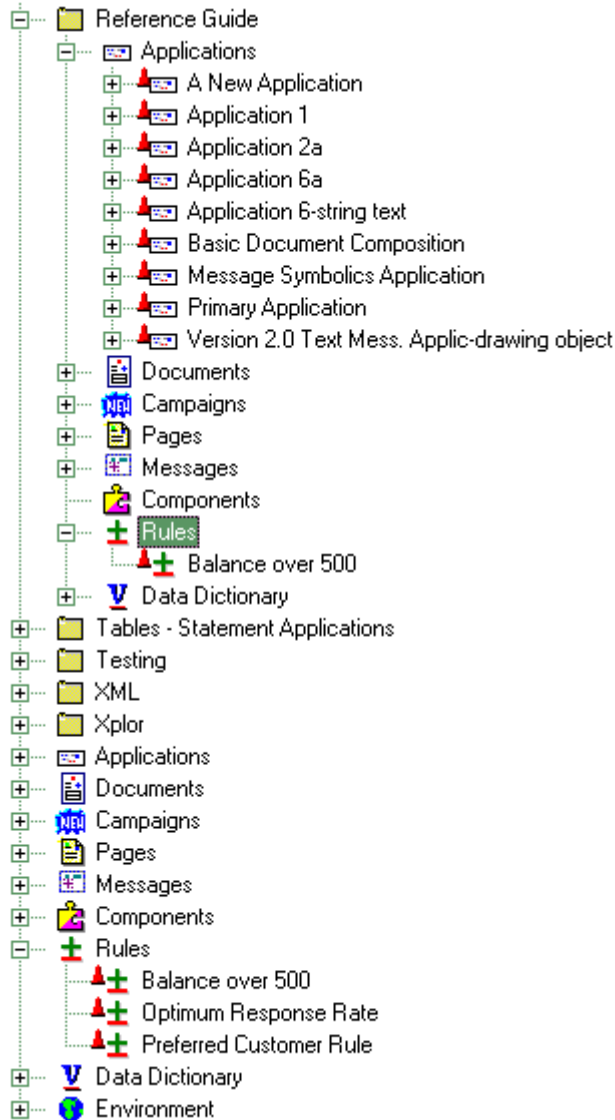 Reference Guide
Applications
A New Application
Application 1
Application 2a
Application 6a
Application 6-string text
Basic Document Composition
Message Symbolics Application
Primary Application
Version 2.0 Text Mess. Applic-drawing object
Documents
NEW Campaigns
Pages
Messages
Components
Rules
Balance over 500
V Data Dictionary
Tables - Statement Applications
Testing
XML
Xplor
Applications
Documents
NEW Campaigns
Pages
Messages
Components
Rules
Balance over 500
Optimum Response Rate
Preferred Customer Rule
V Data Dictionary
Environment